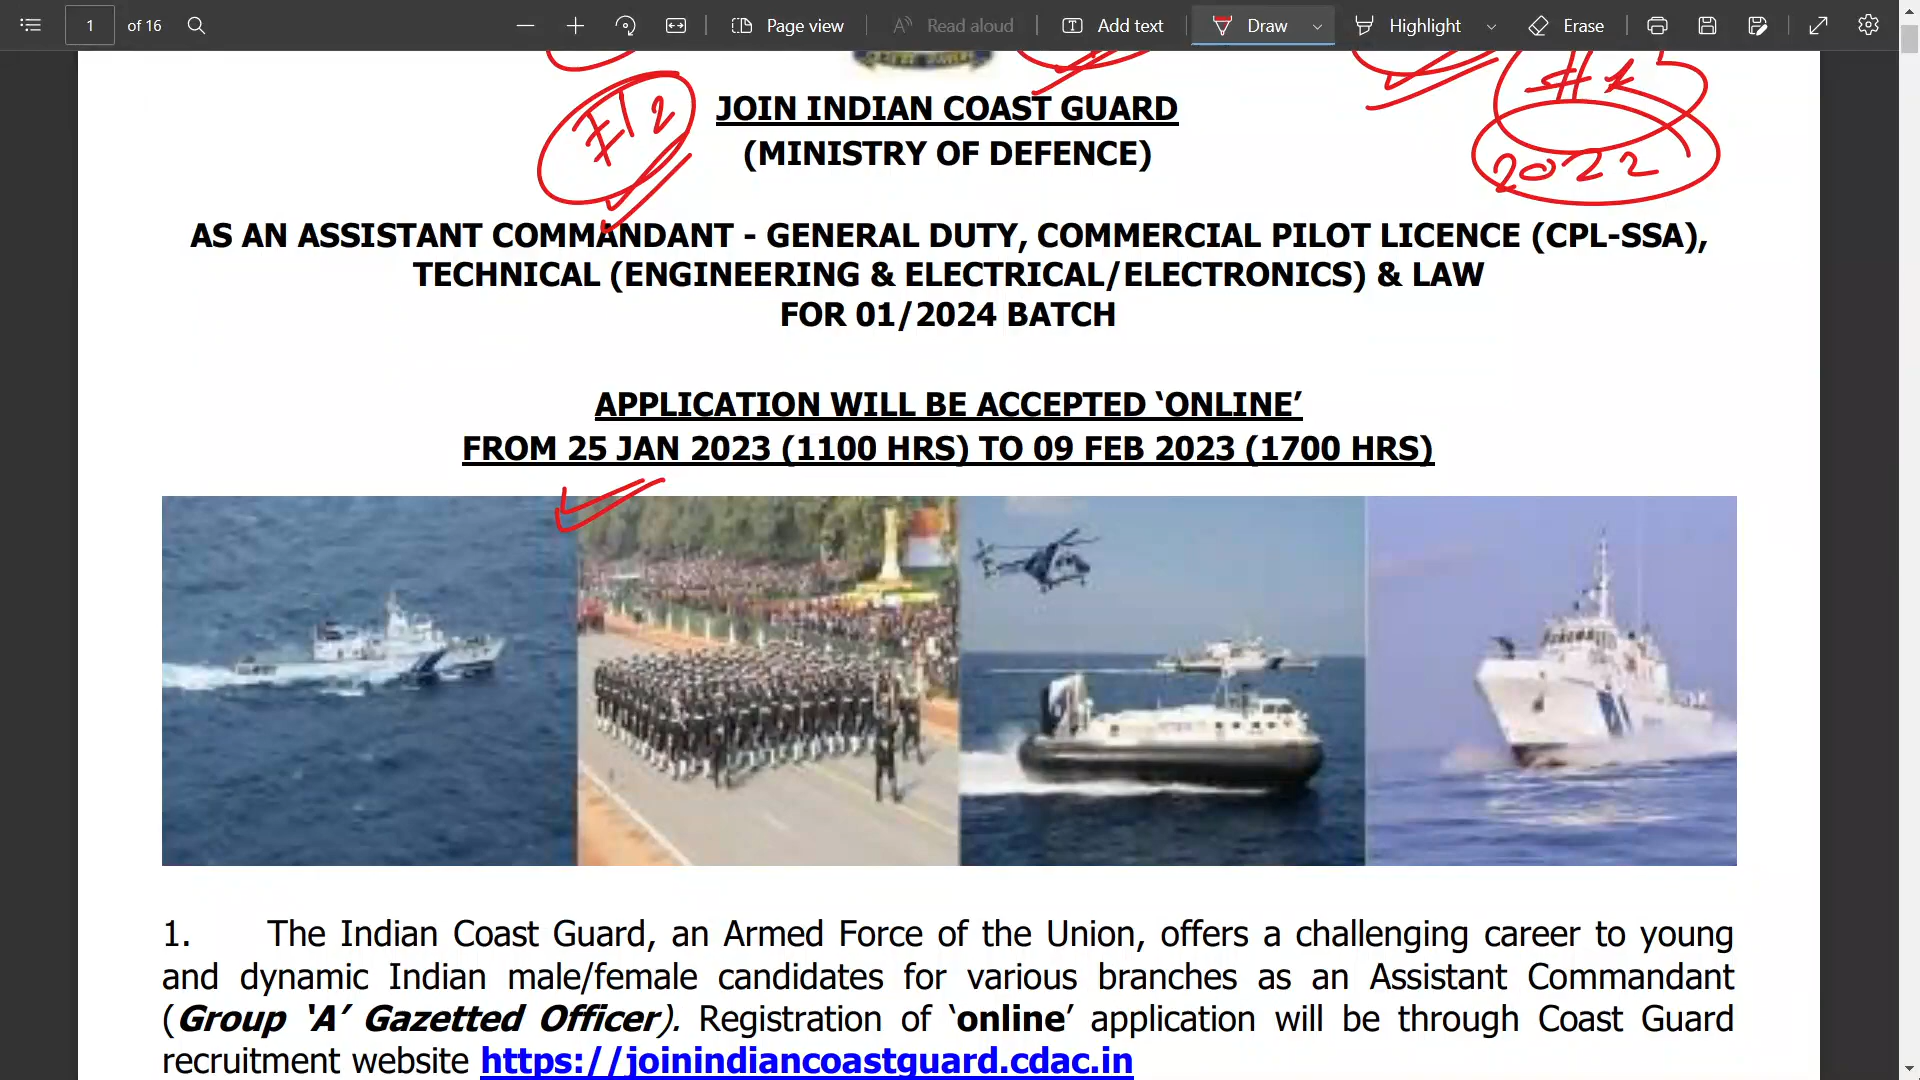 1 of 16 Page view Read aloud Add text Draw Highlight Erase
2022
JOIN INDIAN COAST GUARD
(MINISTRY OF DEFENCE)
AS AN ASSISTANT COMMANDANT - GENERAL DUTY, COMMERCIAL PILOT LICENCE (CPL-SSA),
TECHNICAL (ENGINEERING & ELECTRICAL/ELECTRONICS) & LAW
FOR 01/2024 BATCH
APPLICATION WILL BE ACCEPTED ‘ONLINE’
FROM 25 JAN 2023 (1100 HRS) TO 09 FEB 2023 (1700 HRS)
1. The Indian Coast Guard, an Armed Force of the Union, offers a challenging career to young
and dynamic Indian male/female candidates for various branches as an Assistant Commandant
(Group ‘A’ Gazetted Officer). Registration of ‘online’ application will be through Coast Guard
recruitment website https://joinindiancoastguard.cdac.in